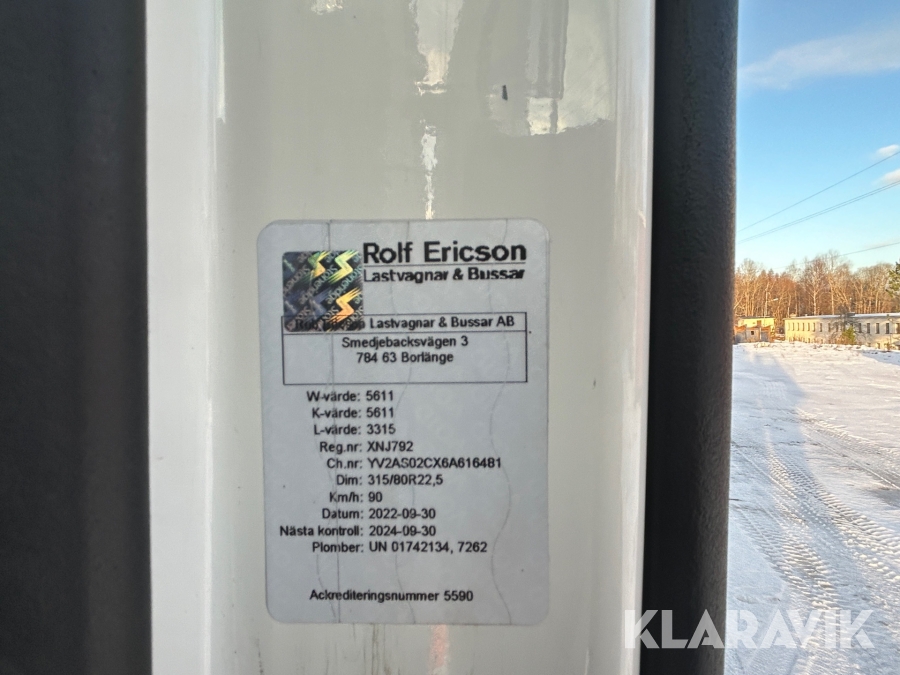 Rolf Ericson
Lastvagnar & Bussar
Lastvagnar & Bussar AB
Smedjebacksvägen 3
784 63 Borlänge
W-värde: 5611
K-värde: 5611
L-värde: 3315
Reg.nr: XNJ792
Ch.nr: YV2AS02CX6A616481
Dim: 315/80R22,5
Km/h: 90
Datum: 2022-09-30
Nästa kontroll: 2024-09-30
Plomber: UN 01742134, 7262
Ackrediteringsnummer 5590
KLARAVIK